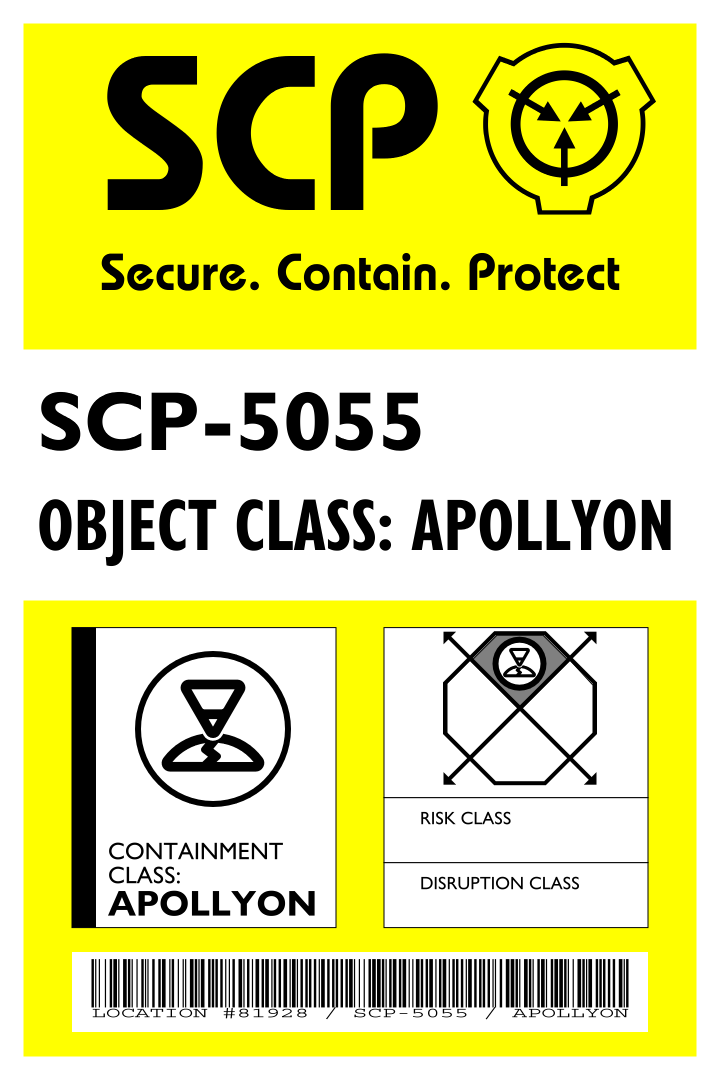 SCP
Secure. Contain. Protect
SCP-5055
OBJECT CLASS: APOLLYON
CONTAINMENT
CLASS:
APOLLYON
RISK CLASS
DISRUPTION CLASS
LOCATION #81928 / SCP-5055 / APOLLYON